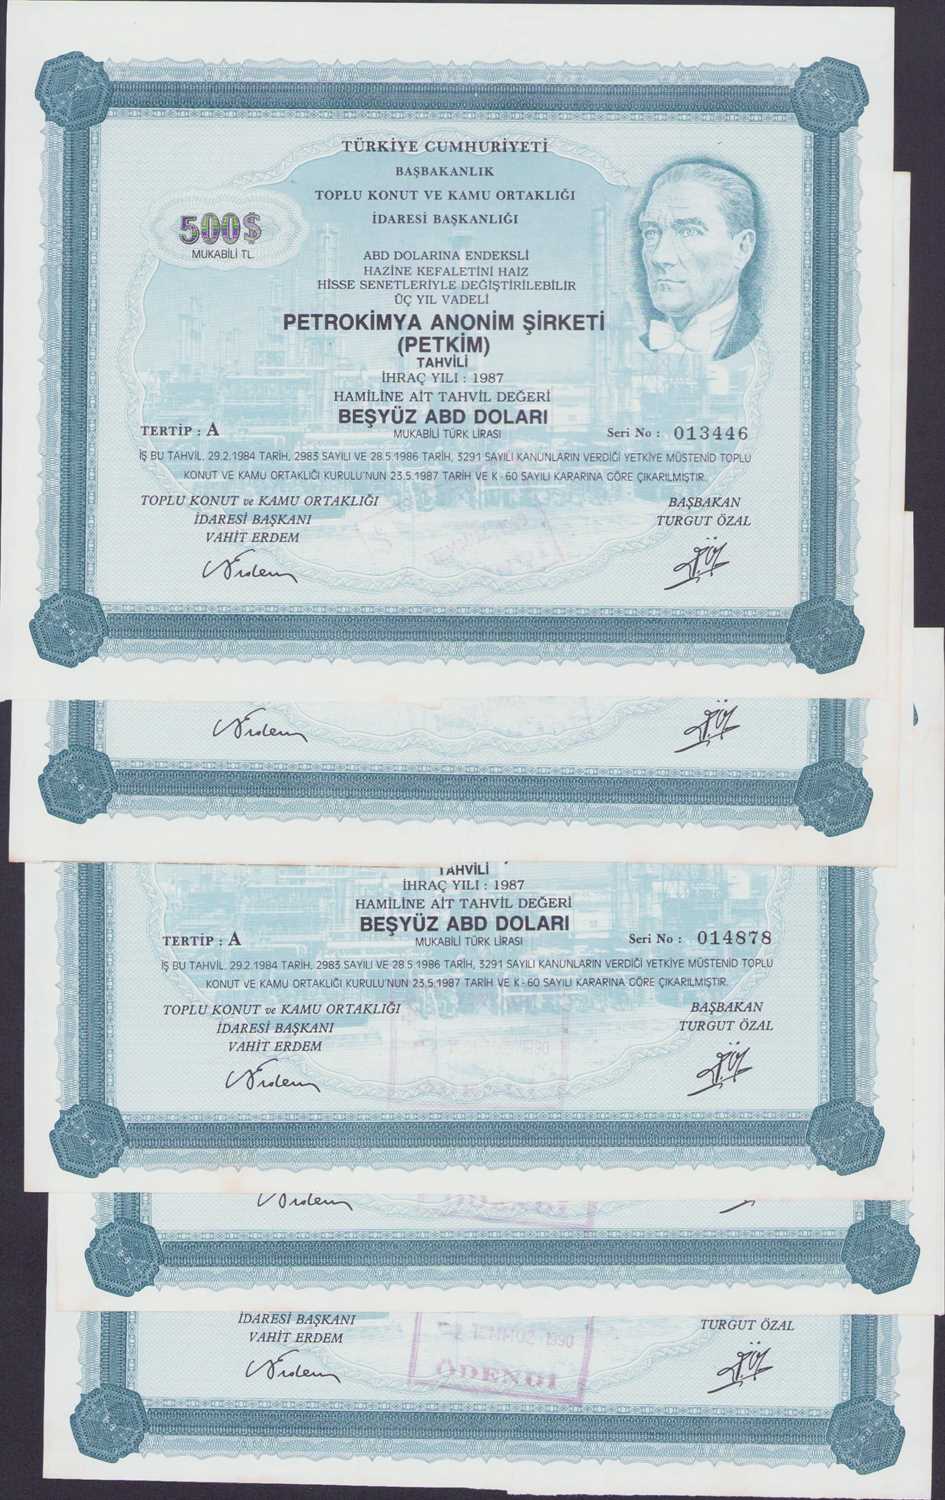 TÜRKİYE CUMHURİYETİ
BAŞBAKANLIK
TOPLU KONUT VE KAMU ORTAKLIĞI
İDARESİ BAŞKANLIĞI
500$
MUKABİLİ TL.
ABD DOLARINA ENDEKSLİ
HAZİNE KEFALETİNİ HAİZ
HİSSE SENETLERİYLE DEĞİŞTİRİLEBİLİR
ÜÇ YIL VADELİ
PETROKİMYA ANONİM ŞİRKETİ
(PETKİM)
TAHVİLİ
İHRAÇ YILI : 1987
HAMİLİNE AİT TAHVİL DEĞERİ
BEŞYÜZ ABD DOLARI
MUKABİLİ TÜRK LİRASI
TERTİP : A
Seri No : 013446
İŞ BU TAHVİL, 29.2.1984 TARİH, 2983 SAYILI VE 28.5.1986 TARİH, 3291 SAYILI KANUNLARIN VERDİĞİ YETKİYE MÜSTENİD TOPLU
KONUT VE KAMU ORTAKLIĞI KURULU'NUN 23.5.1987 TARİH VE K-60 SAYILI KARARINA GÖRE ÇIKARILMIŞTIR.
TOPLU KONUT ve KAMU ORTAKLIĞI
İDARESİ BAŞKANI
VAHİT ERDEM
BAŞBAKAN
TURGUT ÖZAL
TAHVİLİ
İHRAÇ YILI : 1987
HAMİLİNE AİT TAHVİL DEĞERİ
BEŞYÜZ ABD DOLARI
MUKABİLİ TÜRK LİRASI
TERTİP : A
Seri No : 014878
İŞ BU TAHVİL, 29.2.1984 TARİH, 2983 SAYILI VE 28.5.1986 TARİH, 3291 SAYILI KANUNLARIN VERDİĞİ YETKİYE MÜSTENİD TOPLU
KONUT VE KAMU ORTAKLIĞI KURULU'NUN 23.5.1987 TARİH VE K-60 SAYILI KARARINA GÖRE ÇIKARILMIŞTIR.
TOPLU KONUT ve KAMU ORTAKLIĞI
İDARESİ BAŞKANI
VAHİT ERDEM
BAŞBAKAN
TURGUT ÖZAL
İDARESİ BAŞKANI
VAHİT ERDEM
TEMMUZ 1990
ÖDENDİ
TURGUT ÖZAL